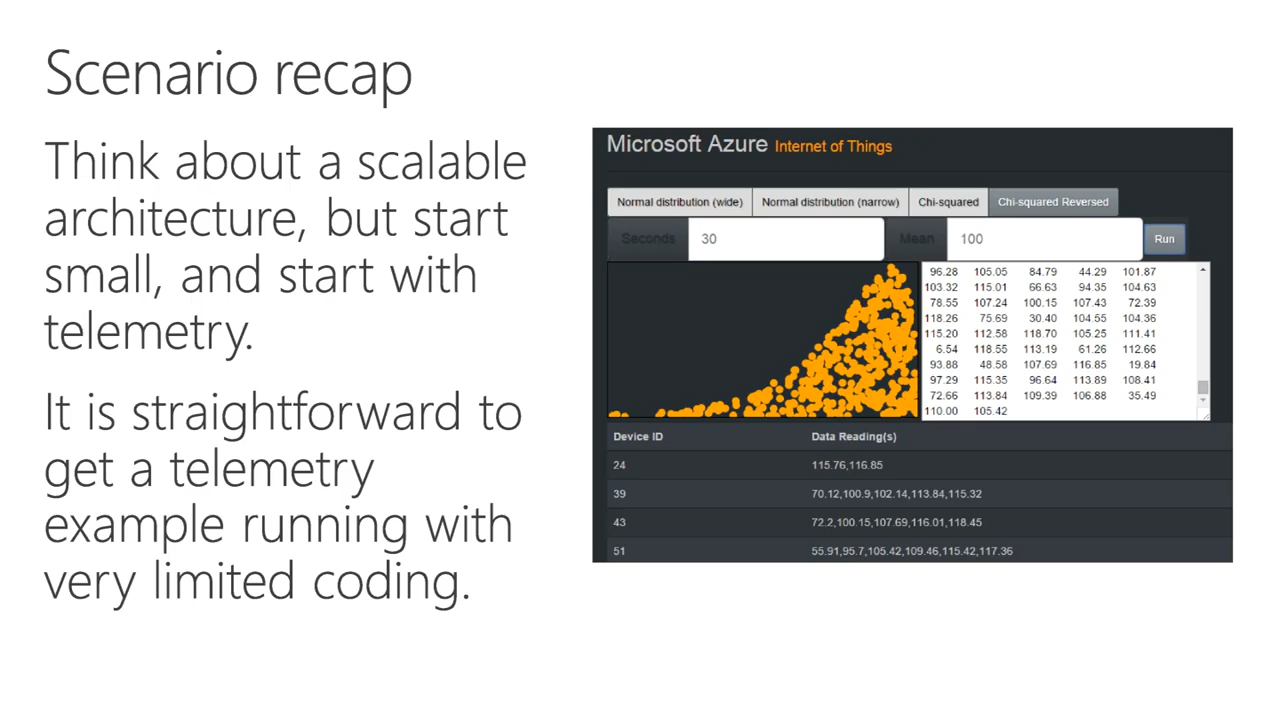 Scenario recap
Think about a scalable
architecture, but start
small, and start with
telemetry.
It is straightforward to
get a telemetry
example running with
very limited coding.
Microsoft Azure Internet of Things
Normal distribution (wide) Normal distribution (narrow) Chi-squared Chi-squared Reversed
Seconds 30 Mean 100 Run
96.28 105.05 84.79 44.29 101.87
103.32 115.01 66.63 94.35 104.63
78.55 107.24 100.15 107.43 72.39
118.26 75.69 30.40 104.55 104.36
115.20 112.58 118.70 105.25 111.41
6.54 118.55 113.19 61.26 112.66
93.88 48.58 107.69 116.85 19.84
97.29 115.35 96.64 113.89 108.41
72.66 113.84 109.39 106.88 35.49
110.00 105.42
Device ID Data Reading(s)
24 115.76,116.85
39 70.12,100.9,102.14,113.84,115.32
43 72.2,100.15,107.69,116.01,118.45
51 55.91,95.7,105.42,109.46,115.42,117.36